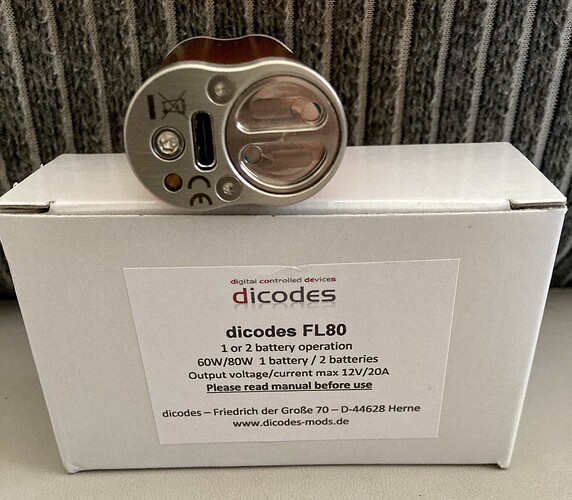 CE
digital controlled devices
dicodes
dicodes FL80
1 or 2 battery operation
60W/80W 1 battery / 2 batteries
Output voltage/current max 12V/20A
Please read manual before use
dicodes – Friedrich der Große 70 – D-44628 Herne
www.dicodes-mods.de